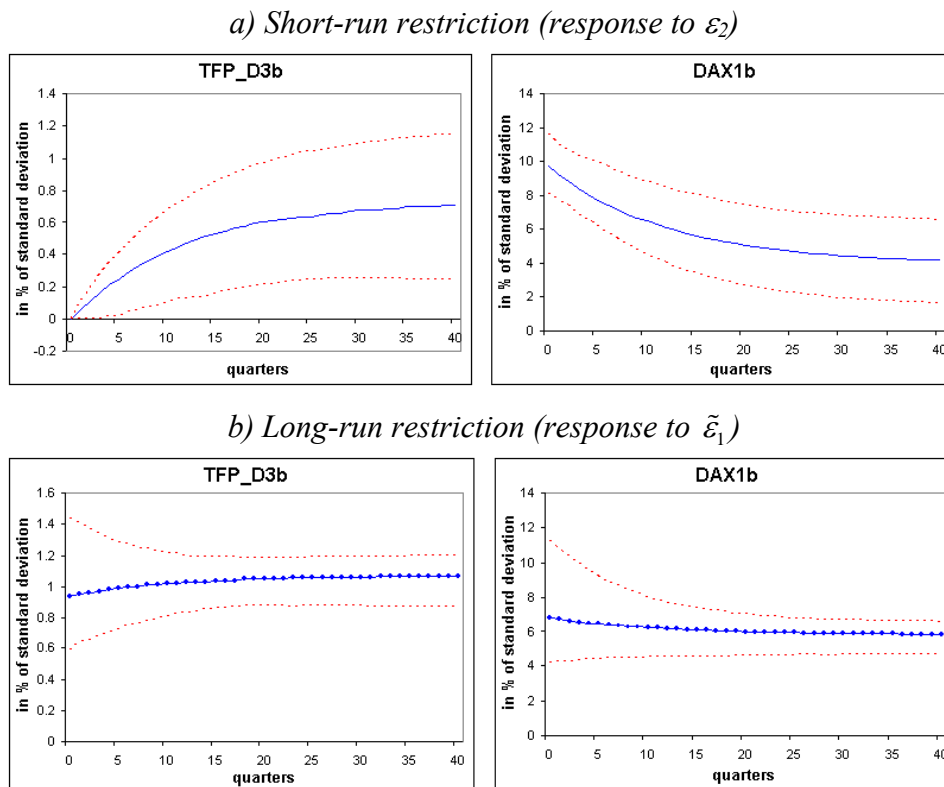 a) Short-run restriction (response to ε₂)
TFP_D3b
in % of standard deviation
1.4
1.2
1
0.8
0.6
0.4
0.2
0
-0.2
0 5 10 15 20 25 30 35 40
quarters
DAX1b
in % of standard deviation
14
12
10
8
6
4
2
0
0 5 10 15 20 25 30 35 40
quarters
b) Long-run restriction (response to ε̃₁)
TFP_D3b
in % of standard deviation
1.6
1.4
1.2
1
0.8
0.6
0.4
0.2
0
0 5 10 15 20 25 30 35 40
quarters
DAX1b
in % of standard deviation
14
12
10
8
6
4
2
0
0 5 10 15 20 25 30 35 40
quarters